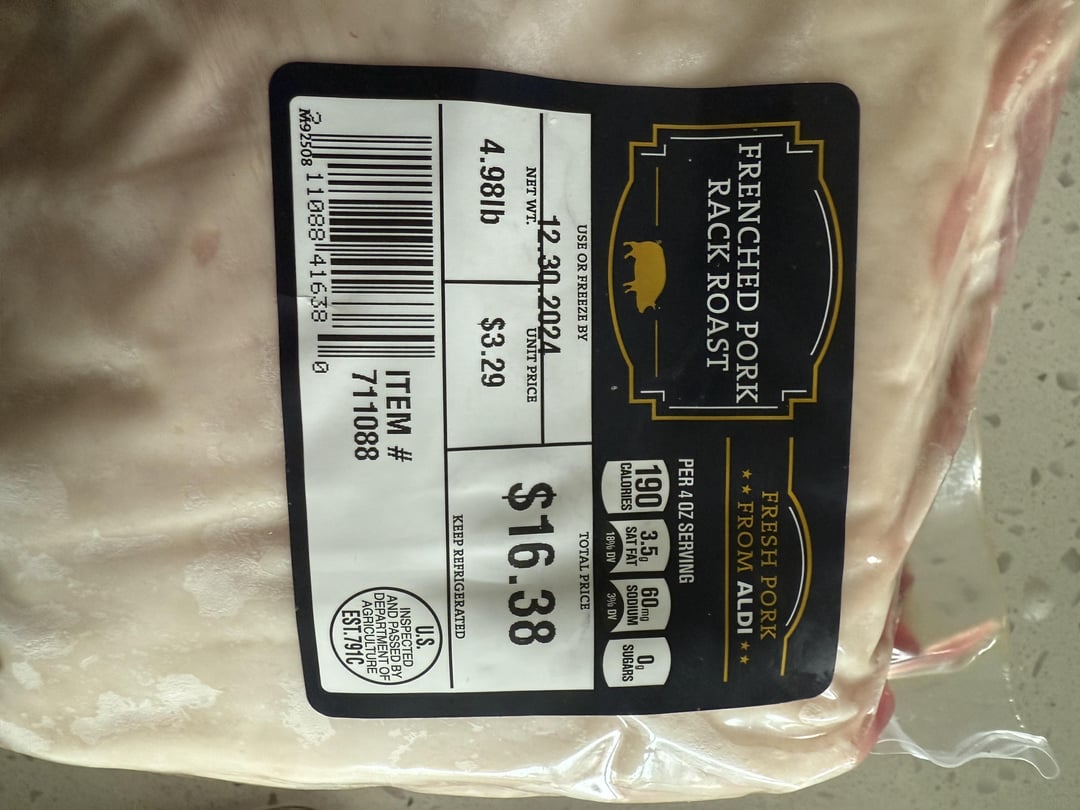 FRENCHED PORK
RACK ROAST
FRESH PORK
★★ FROM ALDI ★★
PER 4 OZ SERVING
190
CALORIES
3.5g
SAT FAT
18% DV
60mg
SODIUM
3% DV
0g
SUGARS
USE OR FREEZE BY
12.30.2024
NET WT.
4.98lb
UNIT PRICE
$3.29
TOTAL PRICE
$16.38
KEEP REFRIGERATED
2 11088 41638 0
M92508
ITEM #
711088
U.S.
INSPECTED
AND PASSED BY
DEPARTMENT OF
AGRICULTURE
EST.791C